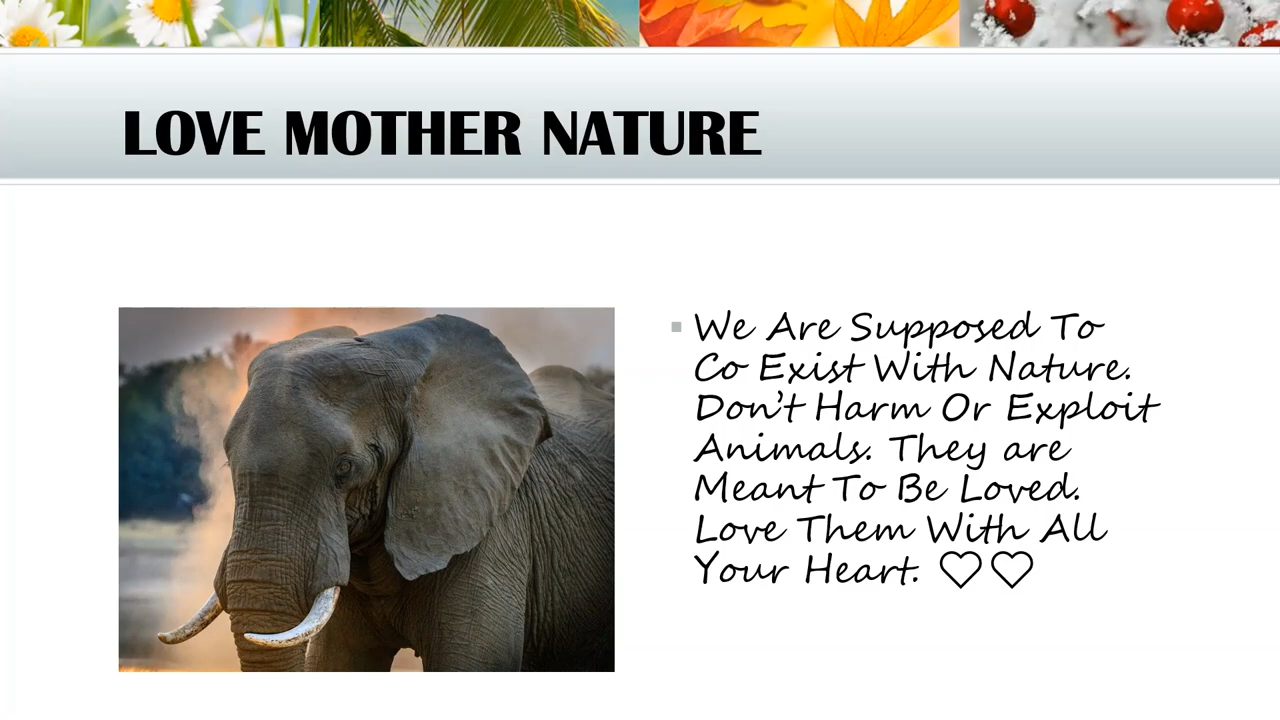 LOVE MOTHER NATURE
We Are Supposed To
Co Exist With Nature.
Don't Harm Or Exploit
Animals. They are
Meant To Be Loved.
Love Them With All
Your Heart. ♡♡